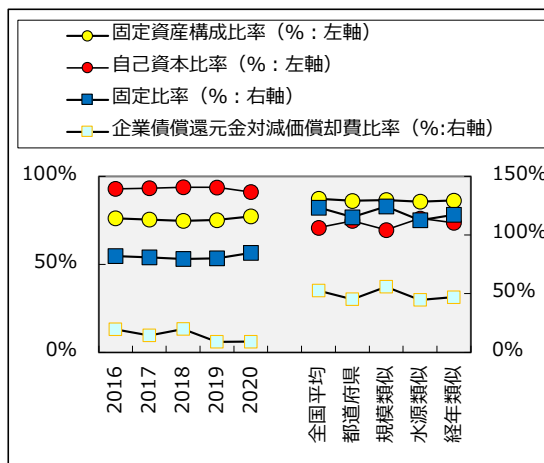 固定資産構成比率（%：左軸）
自己資本比率（%：左軸）
固定比率（%：右軸）
企業債償還元金対減価償却費比率（%:右軸）
100%
50%
0%
150%
100%
50%
0%
2016
2017
2018
2019
2020
全国平均
都道府県
規模類似
水源類似
経年類似